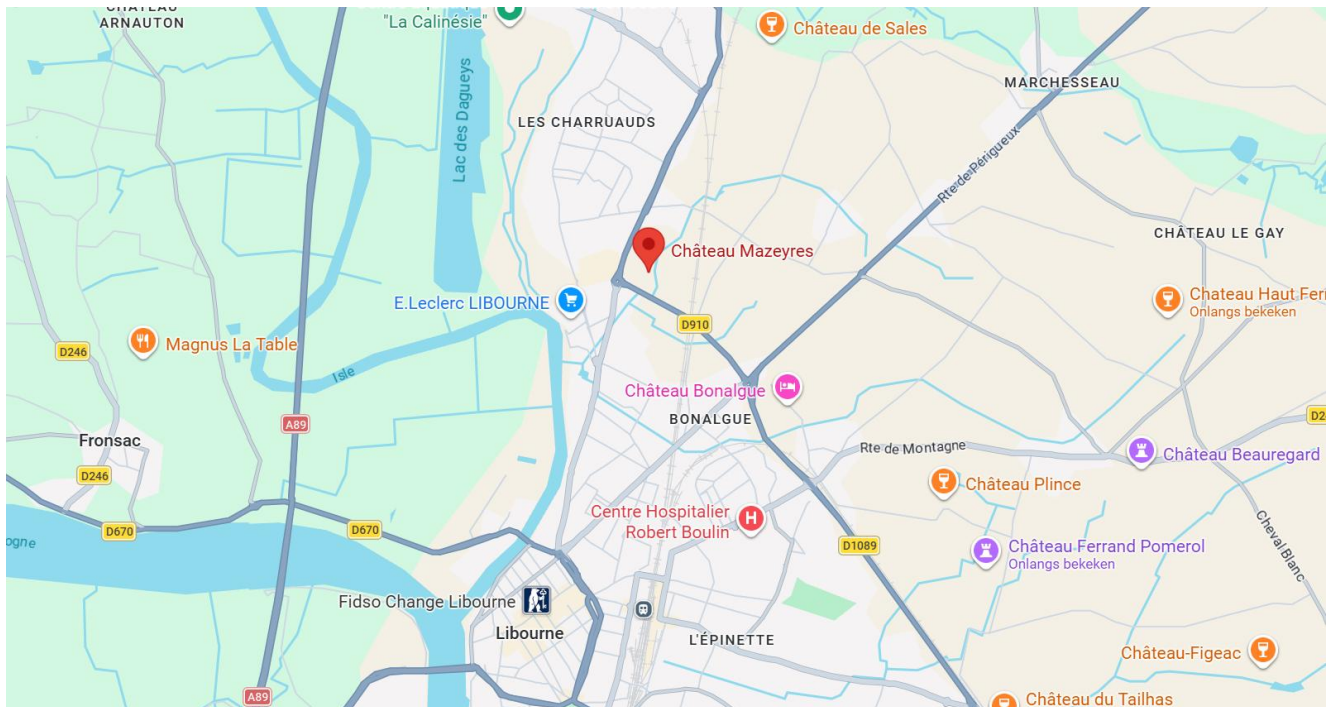 CHÂTEAU
ARNAUTON
"La Calinésie"
Château de Sales
MARCHESSEAU
Lac des Dagueys
LES CHARRUAUDS
Rte de Périgueux
CHÂTEAU LE GAY
Château Mazeyres
E.Leclerc LIBOURNE
Chateau Haut Feri
Onlangs bekeken
D910
D246
Magnus La Table
Isle
Château Bonalgue
BONALGUE
D2
A89
Fronsac
D246
Rte de Montagne
Château Beauregard
Château Plince
Centre Hospitalier
Robert Boulin
D670
D670
ogne
D1089
Château Ferrand Pomerol
Onlangs bekeken
Cheval Blanc
Fidso Change Libourne
Libourne
L'ÉPINETTE
Château-Figeac
A89
Château du Tailhas